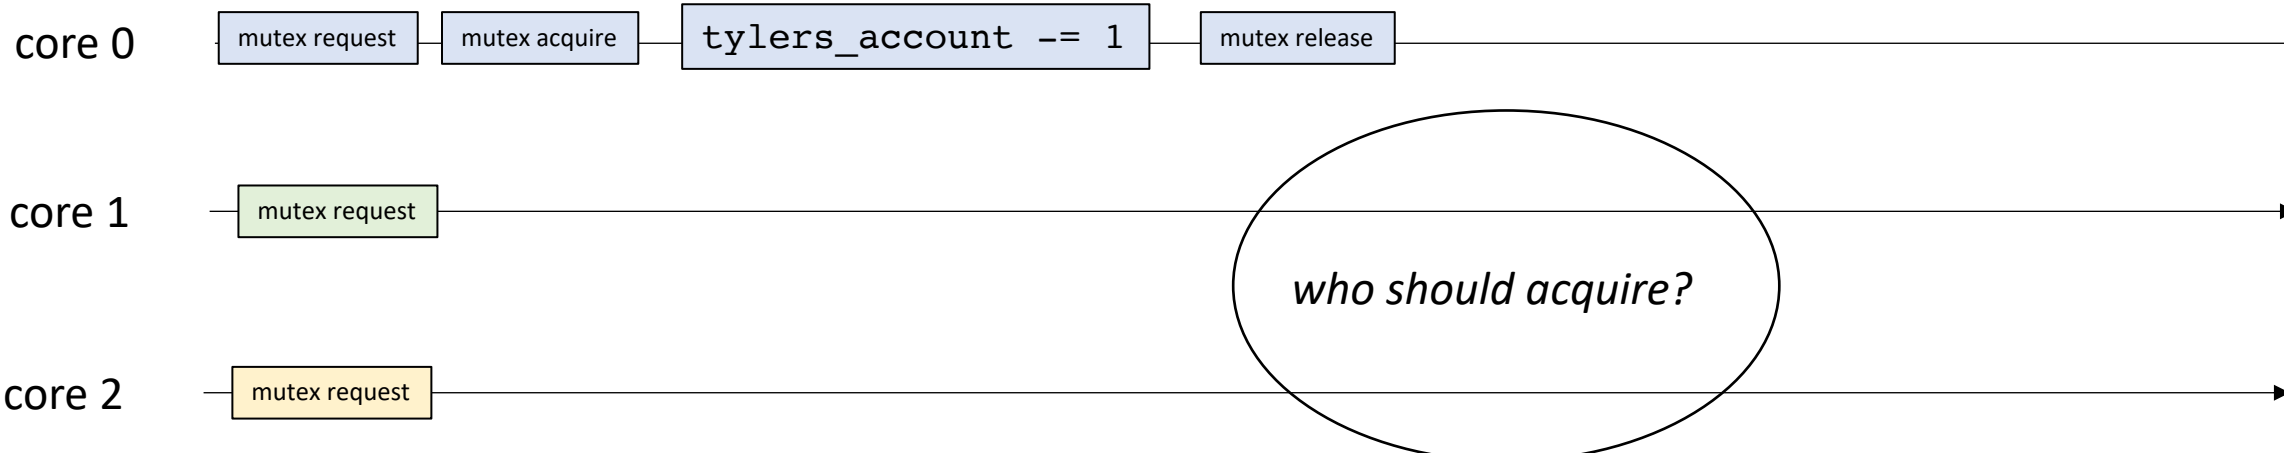 core 0 mutex request mutex acquire tylers_account -= 1 mutex release
core 1 mutex request
who should acquire?
core 2 mutex request